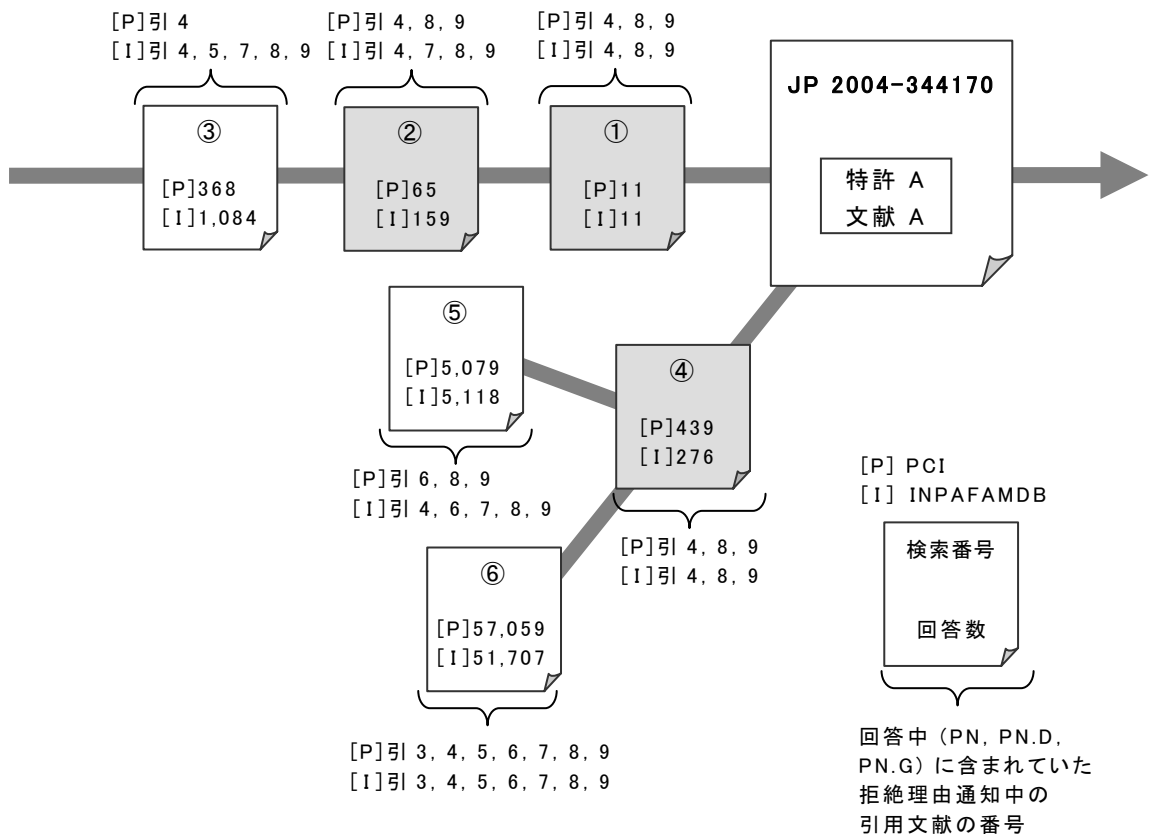 [P]引 4
[I]引 4, 5, 7, 8, 9
[P]引 4, 8, 9
[I]引 4, 7, 8, 9
[P]引 4, 8, 9
[I]引 4, 8, 9
③
[P]368
[I]1,084
②
[P]65
[I]159
①
[P]11
[I]11
JP 2004-344170
特許 A
文献 A
⑤
[P]5,079
[I]5,118
[P]引 6, 8, 9
[I]引 4, 6, 7, 8, 9
④
[P]439
[I]276
[P]引 4, 8, 9
[I]引 4, 8, 9
⑥
[P]57,059
[I]51,707
[P]引 3, 4, 5, 6, 7, 8, 9
[I]引 3, 4, 5, 6, 7, 8, 9
[P] PCI
[I] INPAFAMDB
検索番号
回答数
回答中 (PN, PN.D,
PN.G) に含まれていた
拒絶理由通知中の
引用文献の番号